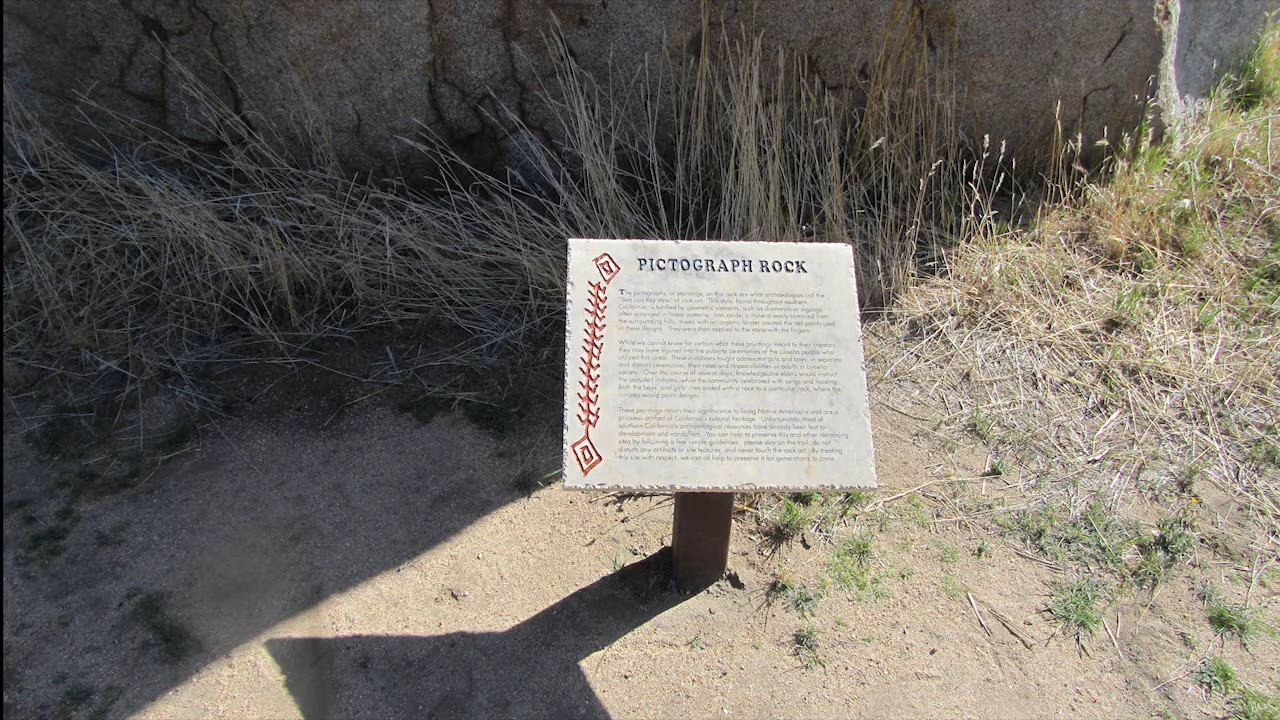 PICTOGRAPH ROCK
The pictographs, or paintings, on this rock are what archaeologists call the
"San Luis Rey style" of rock art. This style, found throughout southern
California, is typified by geometric elements, such as diamonds or zigzags,
often arranged in linear patterns. Iron oxide, a mineral easily obtained from
the surrounding hills, mixed with an organic binder created the red paints used
in these designs. They were then applied to the stone with the fingers.
While we cannot know for certain what these paintings meant to their creators,
they may have figured into the puberty ceremonies of the Luiseño people who
utilized this area. These initiations taught adolescent girls and boys, in separate
and distinct ceremonies, their roles and responsibilities as adults in Luiseño
society. Over the course of several days, knowledgeable elders would instruct
the secluded initiates, while the community celebrated with songs and feasting.
Both the boys' and girls' rites ended with a race to a particular rock, where the
initiates would paint designs.
These paintings retain their significance to living Native Americans and are a
priceless artifact of California's cultural heritage. Unfortunately, most of
southern California's archaeological resources have already been lost to
development and vandalism. You can help to preserve this and other remaining
sites by following a few simple guidelines: please stay on the trail, do not
disturb any artifacts or site features, and never touch the rock art. By treating
this site with respect, we can all help to preserve it for generations to come.